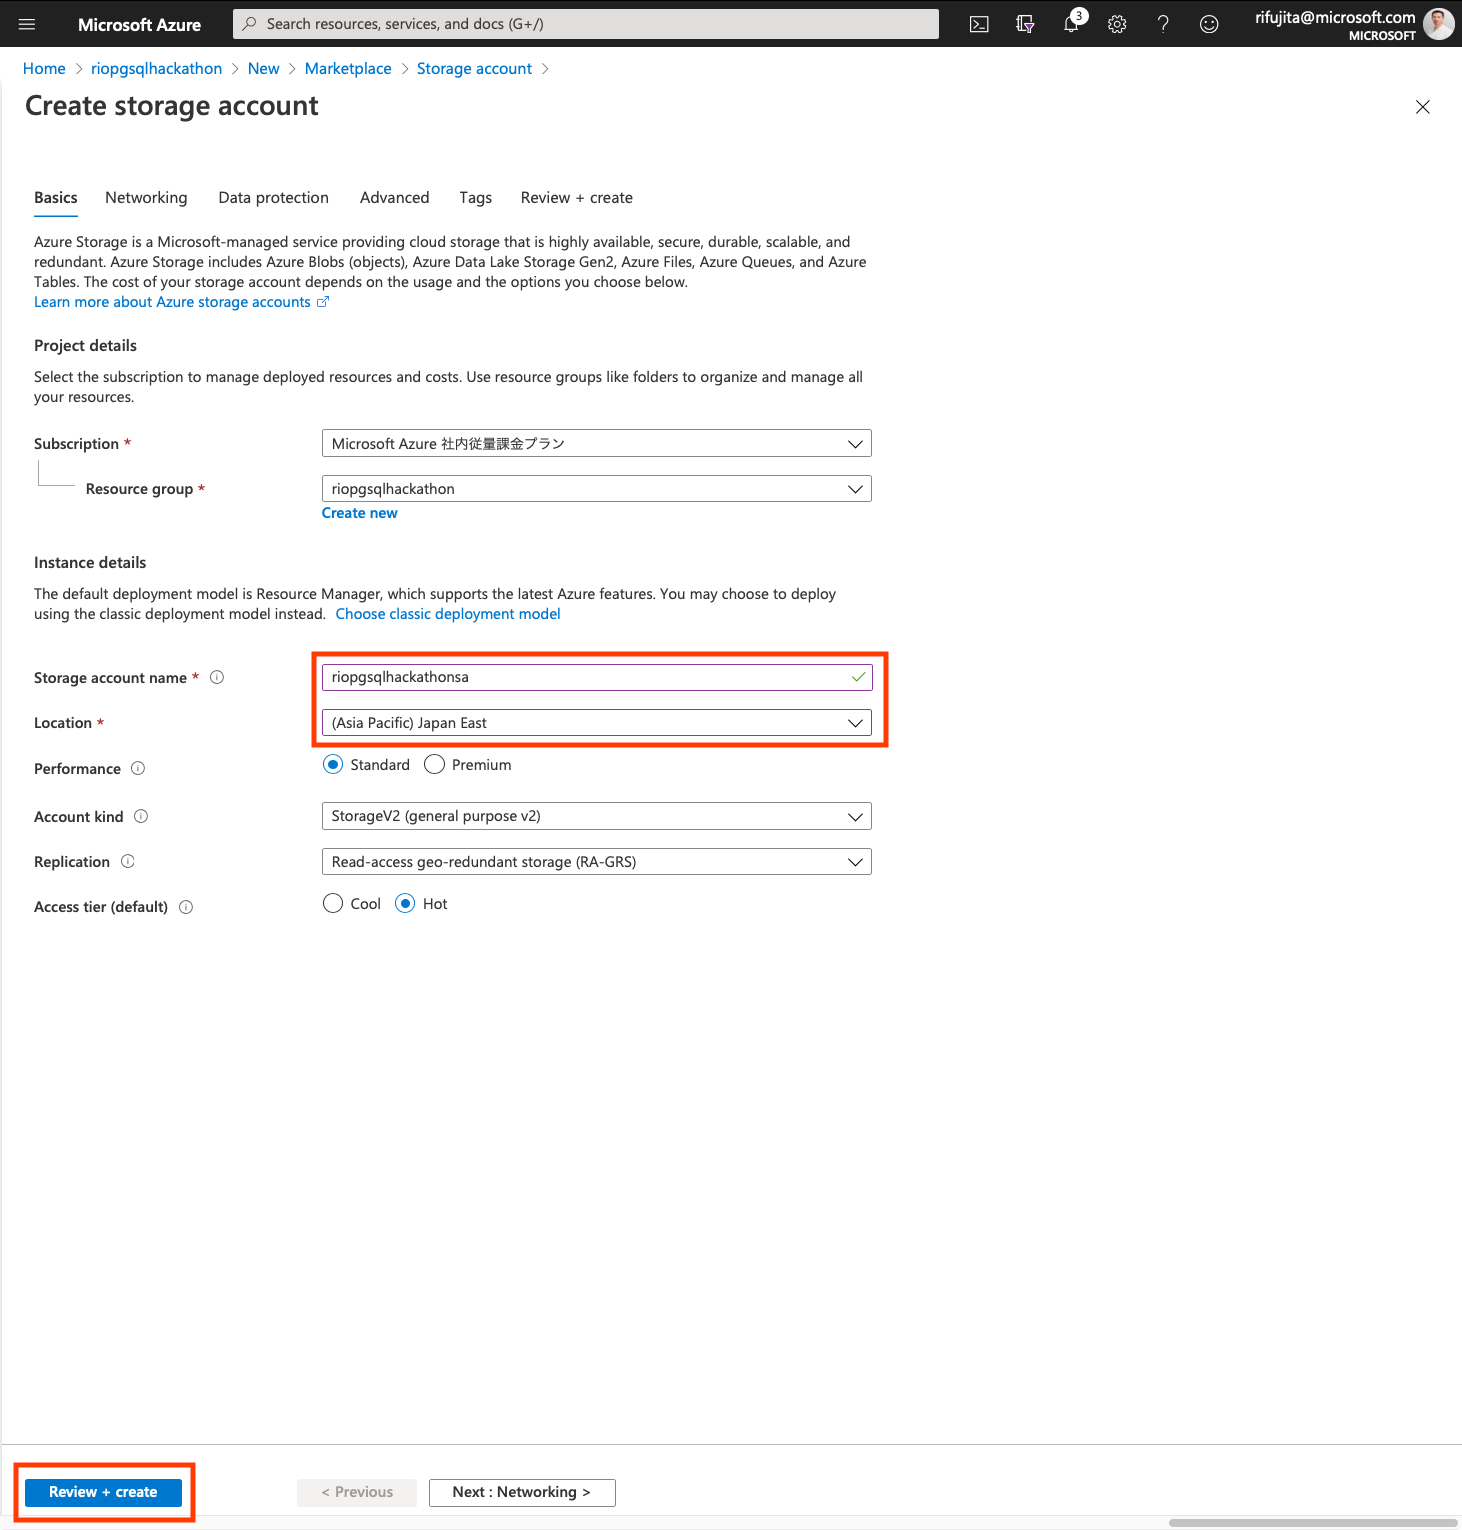 Microsoft Azure
Search resources, services, and docs (G+/)
3
rifujita@microsoft.com
MICROSOFT
Home > riopgsqlhackathon > New > Marketplace > Storage account >
Create storage account
Basics Networking Data protection Advanced Tags Review + create
Azure Storage is a Microsoft-managed service providing cloud storage that is highly available, secure, durable, scalable, and
redundant. Azure Storage includes Azure Blobs (objects), Azure Data Lake Storage Gen2, Azure Files, Azure Queues, and Azure
Tables. The cost of your storage account depends on the usage and the options you choose below.
Learn more about Azure storage accounts
Project details
Select the subscription to manage deployed resources and costs. Use resource groups like folders to organize and manage all
your resources.
Subscription * Microsoft Azure 社内従量課金プラン
Resource group * riopgsqlhackathon
Create new
Instance details
The default deployment model is Resource Manager, which supports the latest Azure features. You may choose to deploy
using the classic deployment model instead. Choose classic deployment model
Storage account name * riopgsqlhackathonsa
Location * (Asia Pacific) Japan East
Performance Standard Premium
Account kind StorageV2 (general purpose v2)
Replication Read-access geo-redundant storage (RA-GRS)
Access tier (default) Cool Hot
Review + create < Previous Next : Networking >